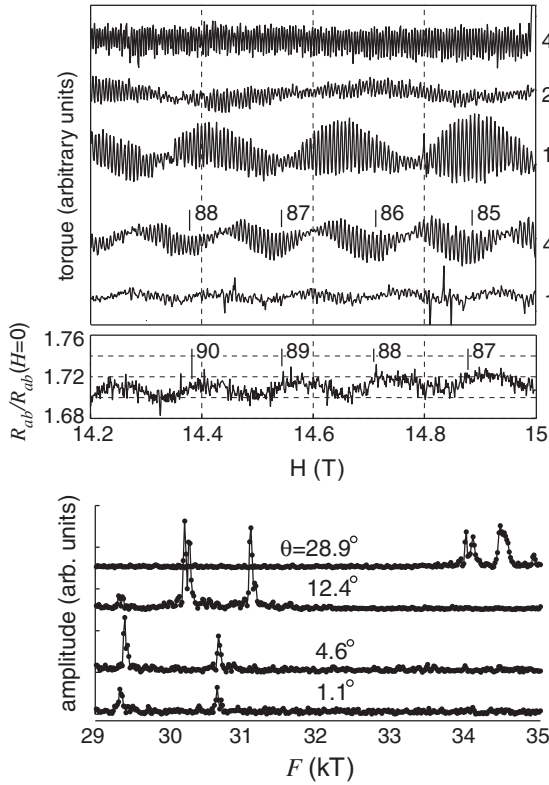 torque (arbitrary units)
4
2
1
88 87 86 85
4
1
R_ab/R_ab(H=0)
1.76
1.72
1.68
90 89 88 87
14.2 14.4 14.6 14.8 15
H (T)
amplitude (arb. units)
θ=28.9°
12.4°
4.6°
1.1°
29 30 31 32 33 34 35
F (kT)